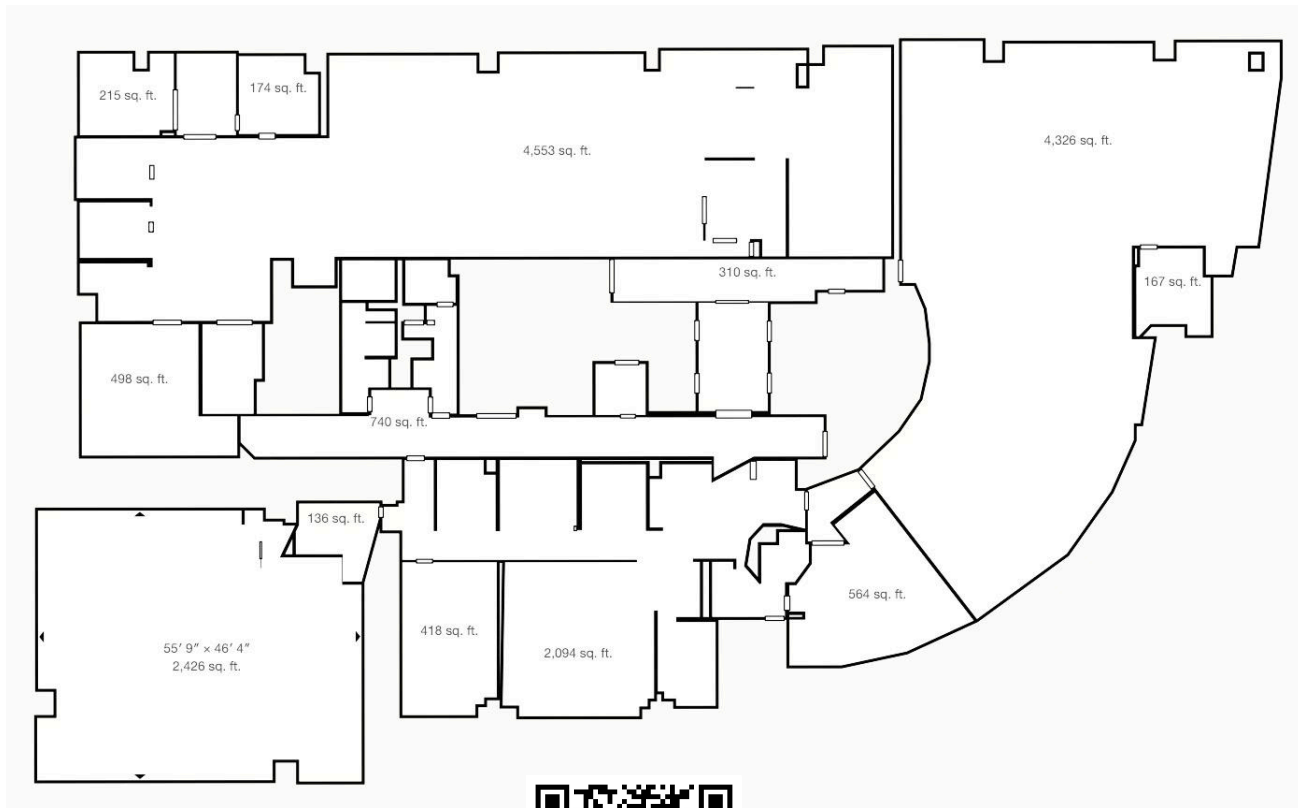 215 sq. ft.
174 sq. ft.
4,553 sq. ft.
4,326 sq. ft.
310 sq. ft.
167 sq. ft.
498 sq. ft.
740 sq. ft.
136 sq. ft.
564 sq. ft.
418 sq. ft.
55′ 9″ × 46′ 4″
2,426 sq. ft.
2,094 sq. ft.